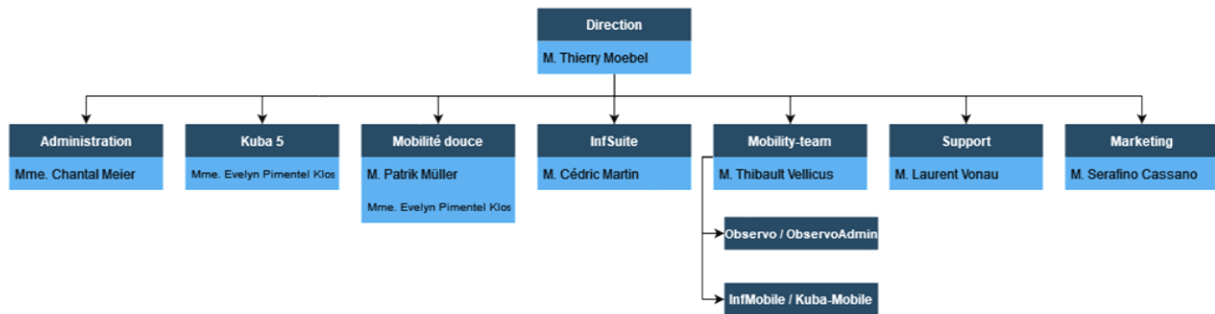 Direction
M. Thierry Moebel
Administration
Mme. Chantal Meier
Kuba 5
Mme. Evelyn Pimentel Klos
Mobilité douce
M. Patrik Müller
Mme. Evelyn Pimentel Klos
InfSuite
M. Cédric Martin
Mobility-team
M. Thibault Vellicus
Observo / ObservoAdmin
InfMobile / Kuba-Mobile
Support
M. Laurent Vonau
Marketing
M. Serafino Cassano